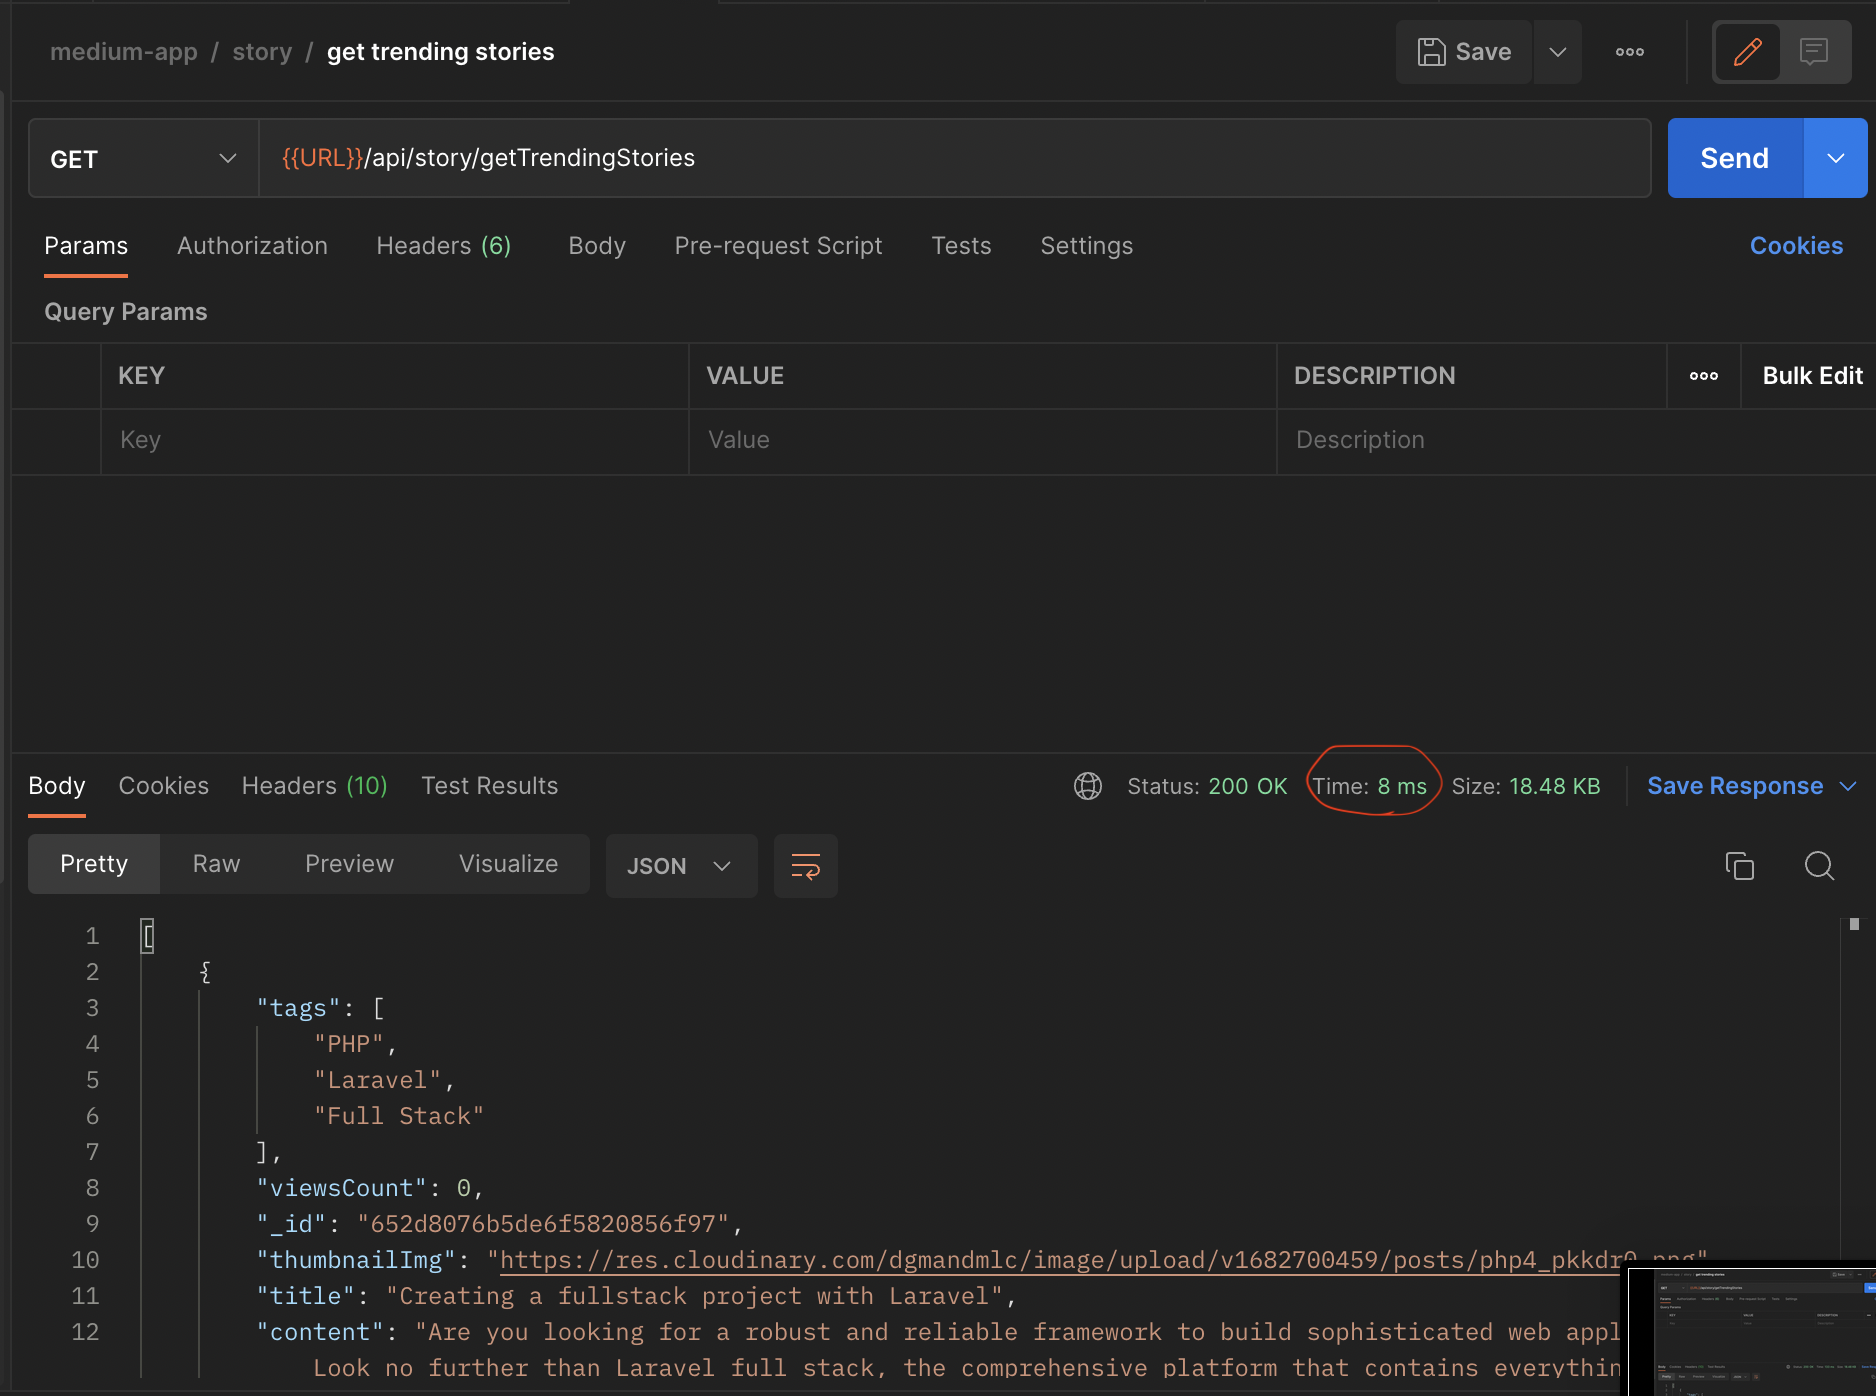 medium-app / story / get trending stories
Save
GET
{{URL}}/api/story/getTrendingStories
Send
Params Authorization Headers (6) Body Pre-request Script Tests Settings Cookies
Query Params
KEY VALUE DESCRIPTION ooo Bulk Edit
Key Value Description
Body Cookies Headers (10) Test Results Status: 200 OK Time: 8 ms Size: 18.48 KB Save Response
Pretty Raw Preview Visualize JSON
1 [
2 {
3 "tags": [
4 "PHP",
5 "Laravel",
6 "Full Stack"
7 ],
8 "viewsCount": 0,
9 "_id": "652d8076b5de6f5820856f97",
10 "thumbnailImg": "https://res.cloudinary.com/dgmandmlc/image/upload/v1682700459/posts/php4_pkkdr0.png"
11 "title": "Creating a fullstack project with Laravel",
12 "content": "Are you looking for a robust and reliable framework to build sophisticated web appl
Look no further than Laravel full stack, the comprehensive platform that contains everythin